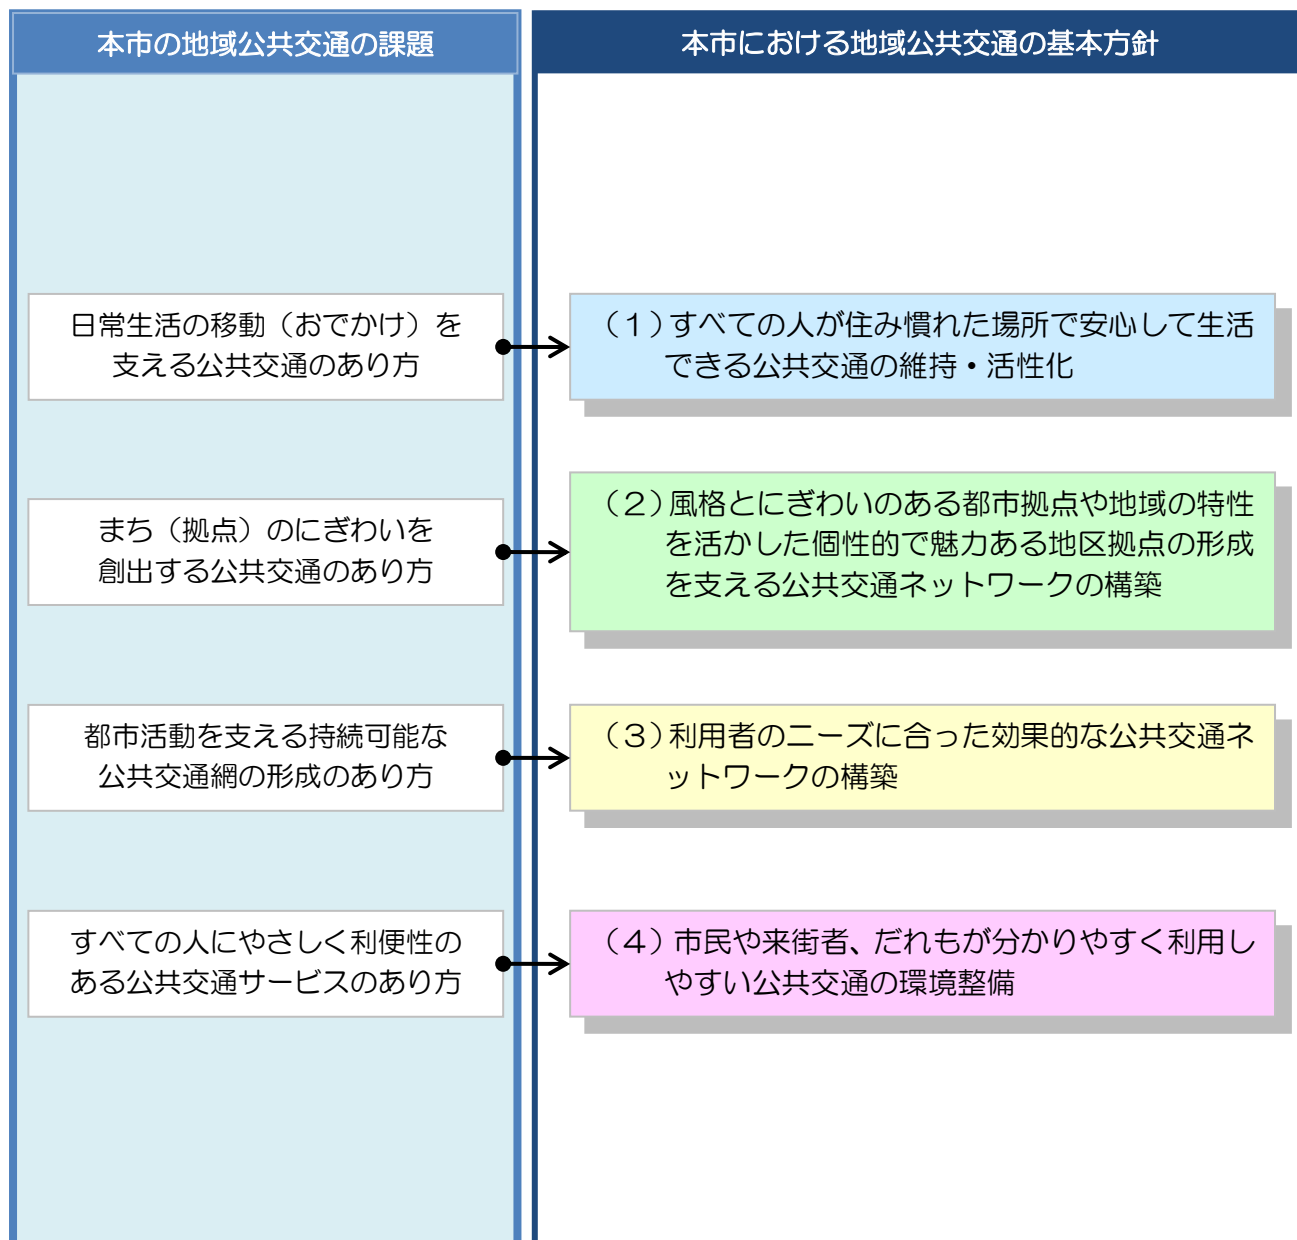 本市の地域公共交通の課題
本市における地域公共交通の基本方針
日常生活の移動（おでかけ）を
支える公共交通のあり方
（１）すべての人が住み慣れた場所で安心して生活
できる公共交通の維持・活性化
まち（拠点）のにぎわいを
創出する公共交通のあり方
（２）風格とにぎわいのある都市拠点や地域の特性
を活かした個性的で魅力ある地区拠点の形成
を支える公共交通ネットワークの構築
都市活動を支える持続可能な
公共交通網の形成のあり方
（３）利用者のニーズに合った効果的な公共交通ネ
ットワークの構築
すべての人にやさしく利便性の
ある公共交通サービスのあり方
（４）市民や来街者、だれもが分かりやすく利用し
やすい公共交通の環境整備